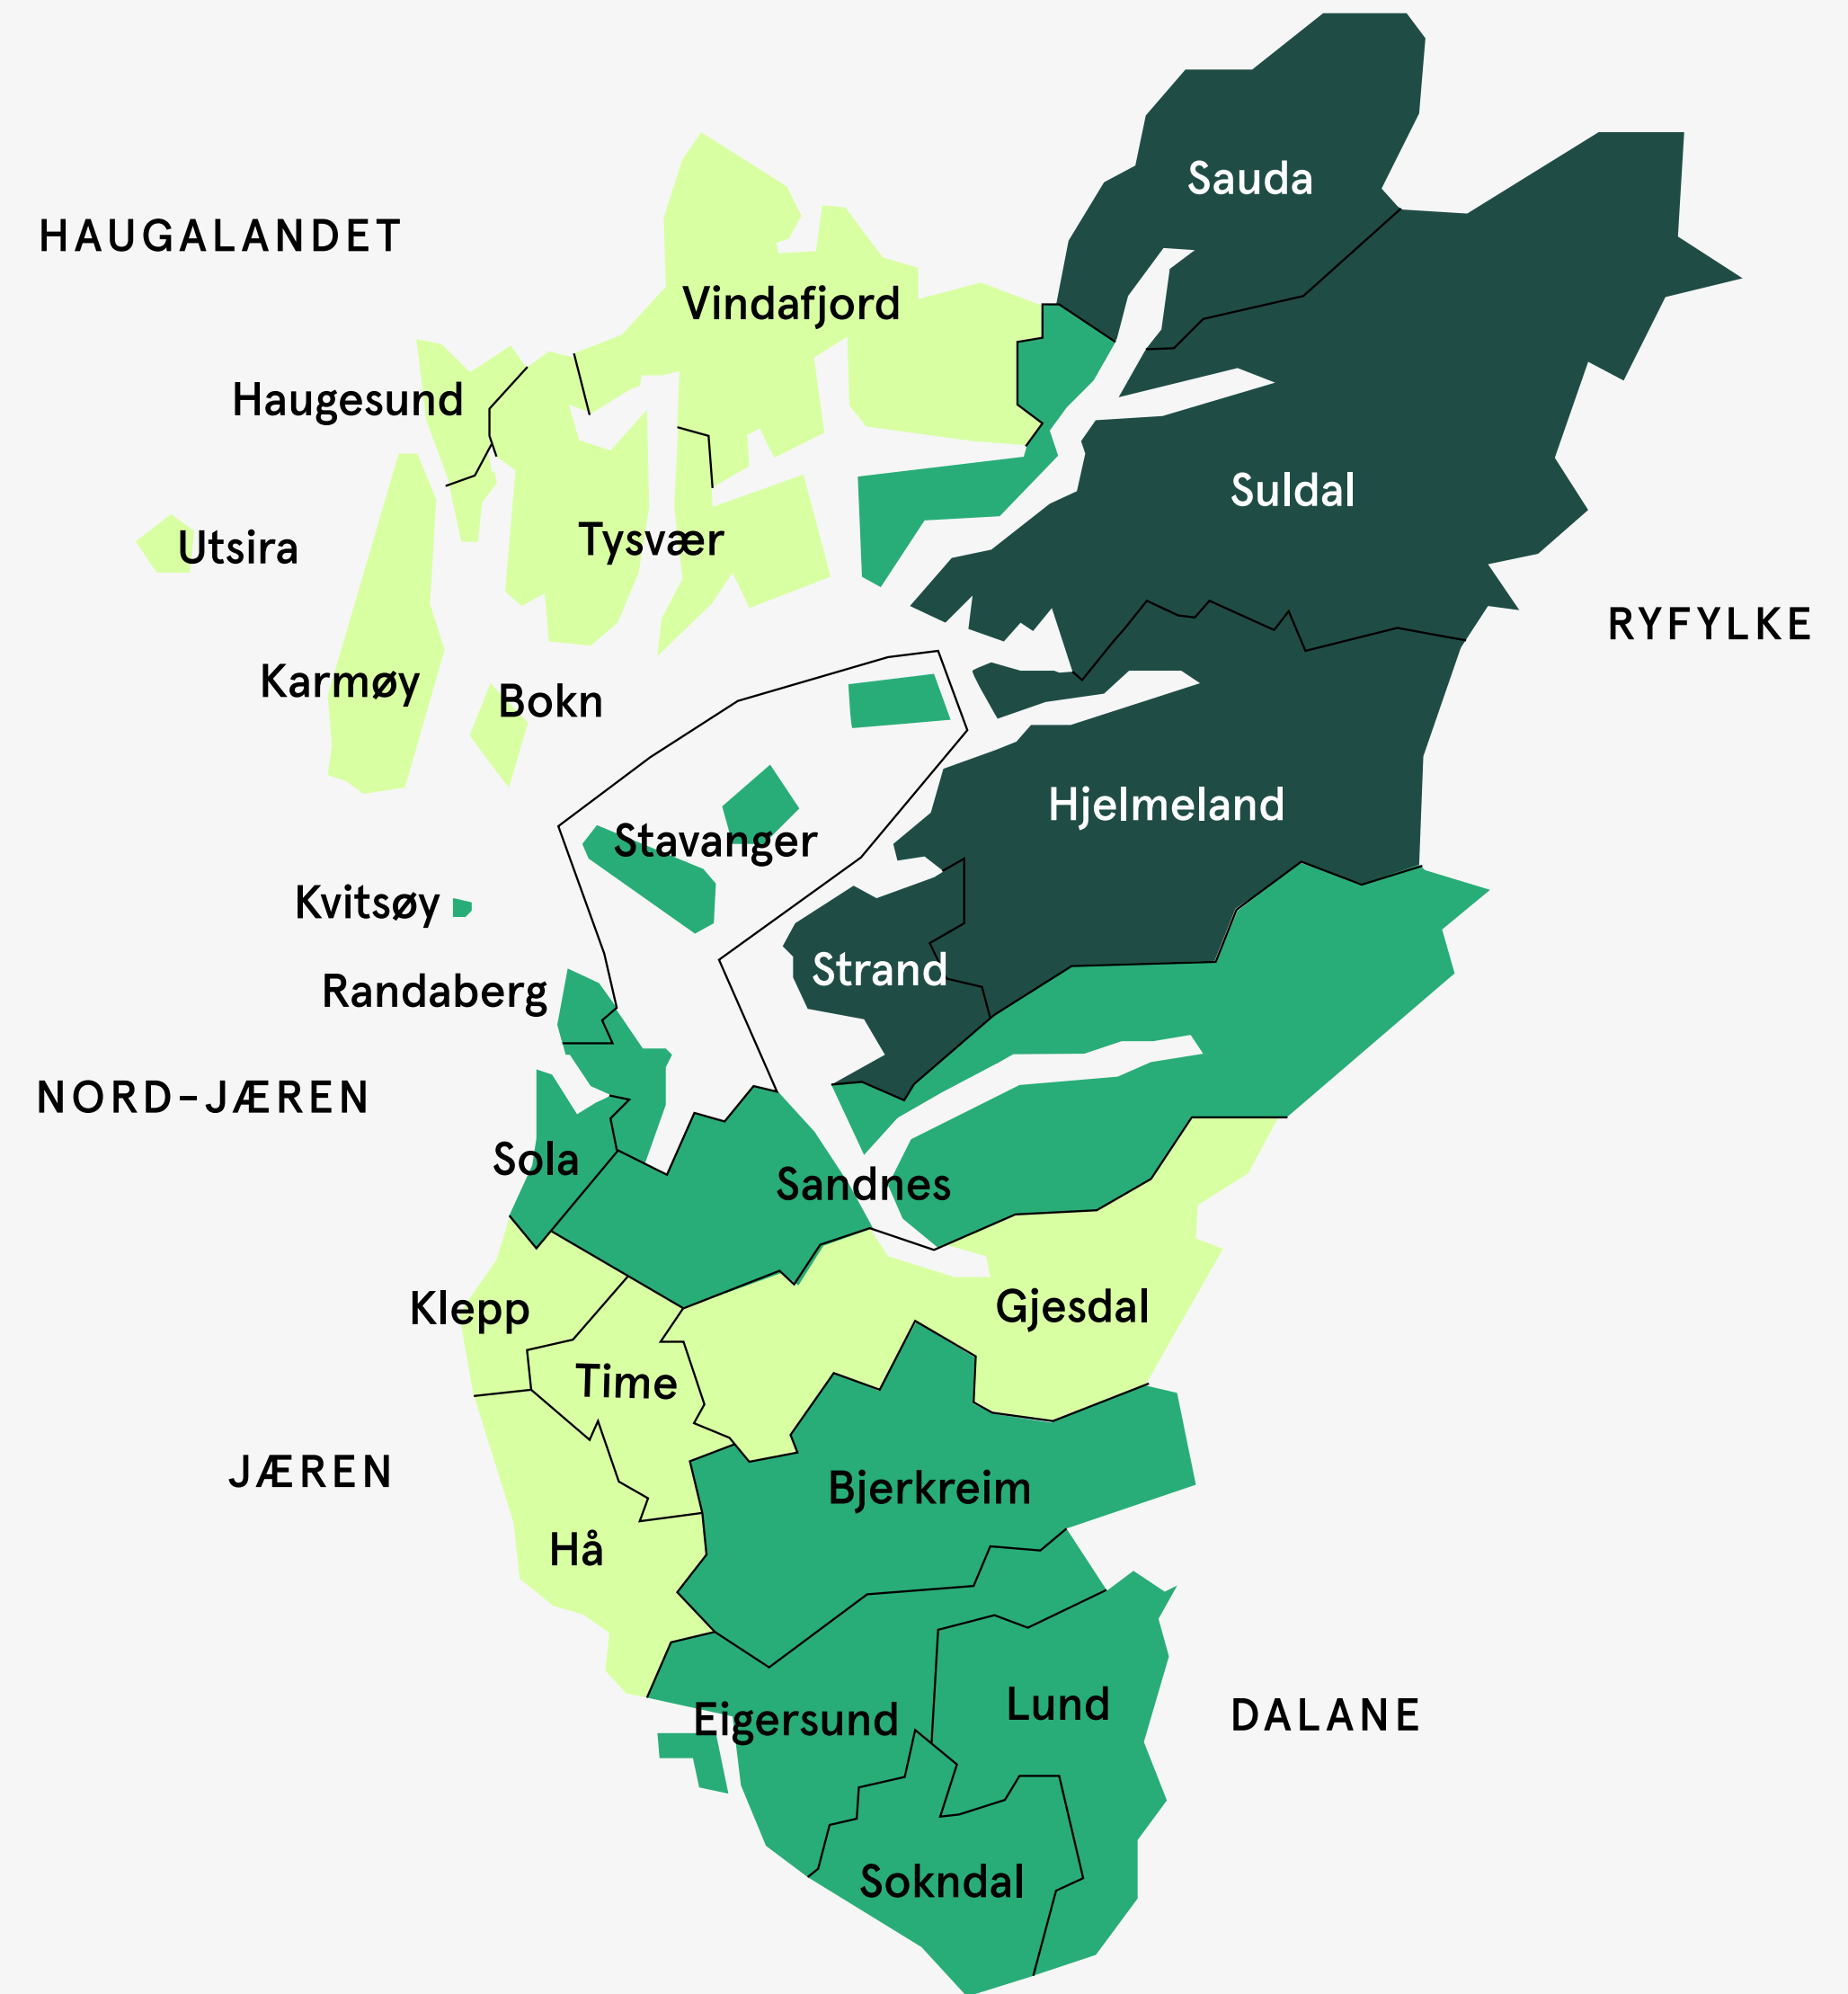 Sauda
HAUGALANDET
Vindafjord
Haugesund
Suldal
Utsira
Tysvær
RYFYLKE
Karmøy
Bokn
Hjelmeland
Stavanger
Kvitsøy
Strand
Randaberg
NORD-JÆREN
Sola
Sandnes
Klepp
Gjesdal
Time
JÆREN
Bjerkreim
Hå
Lund
DALANE
Eigersund
Sokndal